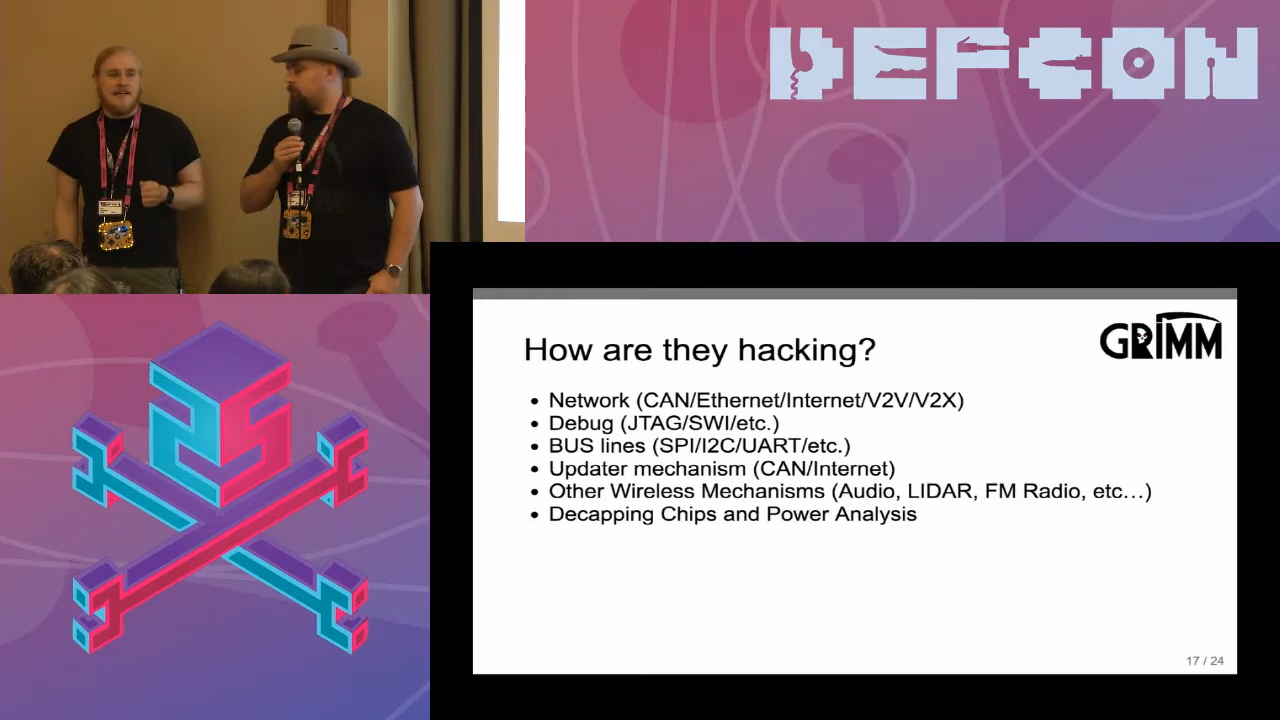 DEFCON
GRIMM
How are they hacking?
• Network (CAN/Ethernet/Internet/V2V/V2X)
• Debug (JTAG/SWI/etc.)
• BUS lines (SPI/I2C/UART/etc.)
• Updater mechanism (CAN/Internet)
• Other Wireless Mechanisms (Audio, LIDAR, FM Radio, etc…)
• Decapping Chips and Power Analysis
17 / 24